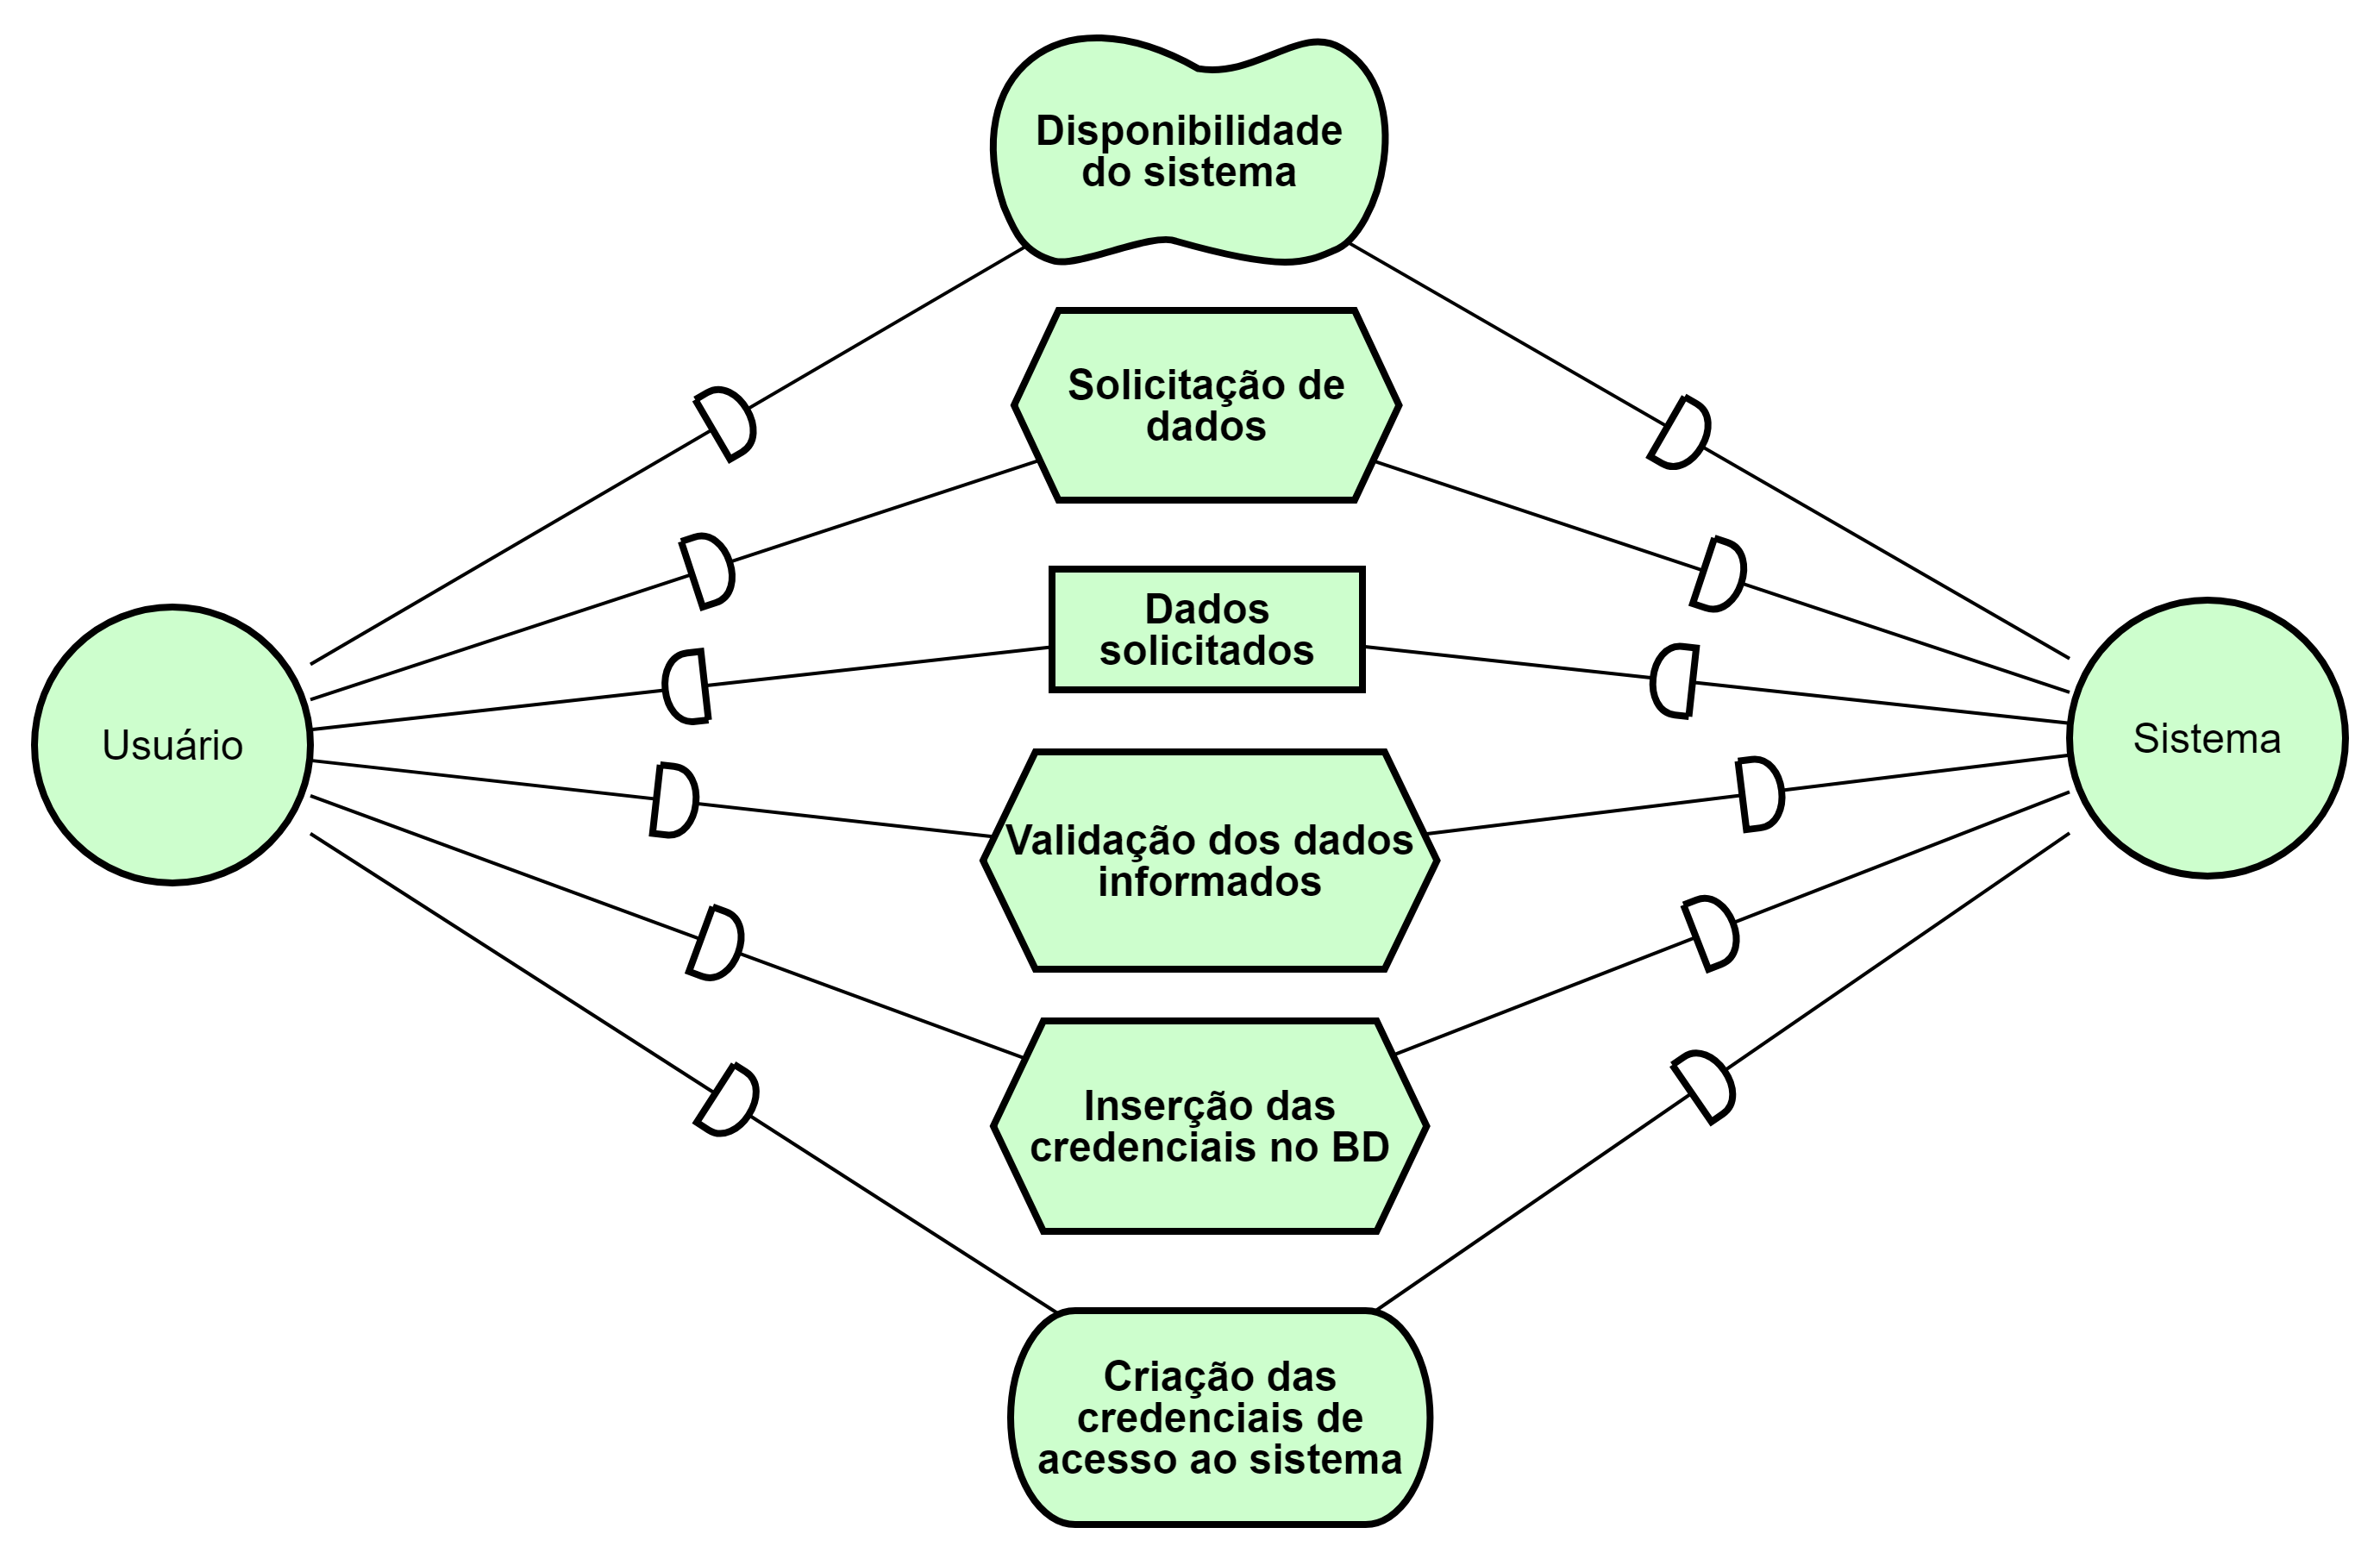 Disponibilidade
do sistema
Solicitação de
dados
Dados
solicitados
Usuário
Sistema
Validação dos dados
informados
Inserção das
credenciais no BD
Criação das
credenciais de
acesso ao sistema